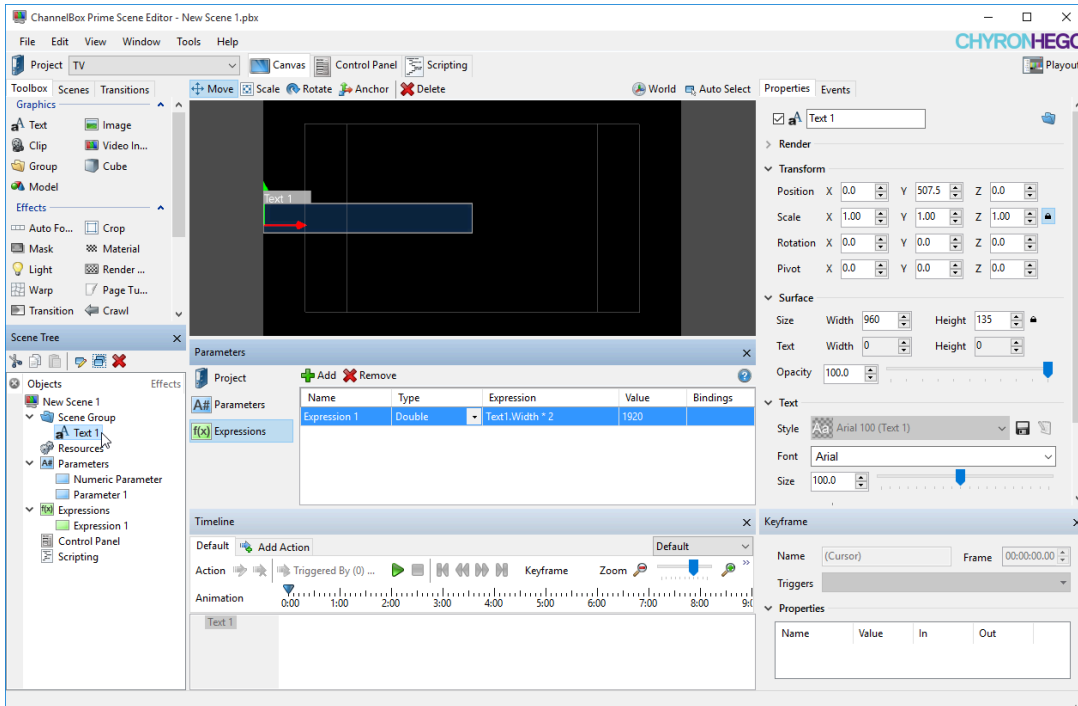 ChannelBox Prime Scene Editor - New Scene 1.pbx
File Edit View Window Tools Help
CHYRONHEGO
Project TV Canvas Control Panel Scripting Playout
Toolbox Scenes Transitions
Move Scale Rotate Anchor Delete World Auto Select
Properties Events
Graphics
Text Image
Clip Video In...
Group Cube
Model
Effects
Auto Fo... Crop
Mask Material
Light Render ...
Warp Page Tu...
Transition Crawl
Text 1
Text 1
Render
Transform
Position X 0.0 Y 507.5 Z 0.0
Scale X 1.00 Y 1.00 Z 1.00
Rotation X 0.0 Y 0.0 Z 0.0
Pivot X 0.0 Y 0.0 Z 0.0
Surface
Size Width 960 Height 135
Text Width 0 Height 0
Opacity 100.0
Text
Style Aa Arial 100 (Text 1)
Font Arial
Size 100.0
Scene Tree
Objects Effects
New Scene 1
Scene Group
Text 1
Resources
A# Parameters
Numeric Parameter
Parameter 1
f(x) Expressions
Expression 1
Control Panel
Scripting
Parameters
Project Add Remove
A# Parameters
f(x) Expressions
Name Type Expression Value Bindings
Expression 1 Double Text1.Width * 2 1920
Timeline
Default Add Action Default
Action Triggered By (0) ... Keyframe Zoom
Animation 0:00 1:00 2:00 3:00 4:00 5:00 6:00 7:00 8:00 9:0
Text 1
Keyframe
Name (Cursor) Frame 00:00:00.00
Triggers
Properties
Name Value In Out